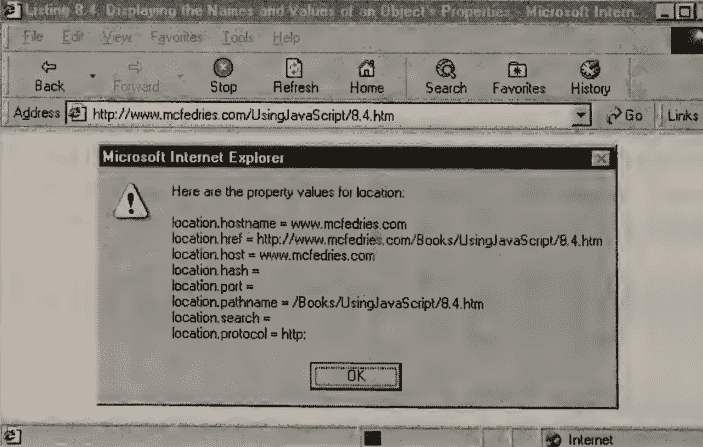 Listing 8.4. Displaying the Names and Values of an Object's Properties - Microsoft Intern...
File Edit View Favorites Tools Help
Back Forward Stop Refresh Home Search Favorites History
Address http://www.mcfedries.com/UsingJavaScript/8.4.htm Go Links
Microsoft Internet Explorer
Here are the property values for location:
location.hostname = www.mcfedries.com
location.href = http://www.mcfedries.com/Books/UsingJavaScript/8.4.htm
location.host = www.mcfedries.com
location.hash =
location.port =
location.pathname = /Books/UsingJavaScript/8.4.htm
location.search =
location.protocol = http:
OK
Internet